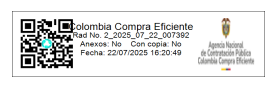 Colombia Compra Eficiente
Rad No. 2_2025_07_22_007392
Anexos: No Con copia: No
Fecha: 22/07/2025 16:20:49
Agencia Nacional
de Contratación Pública
Colombia Compra Eficiente